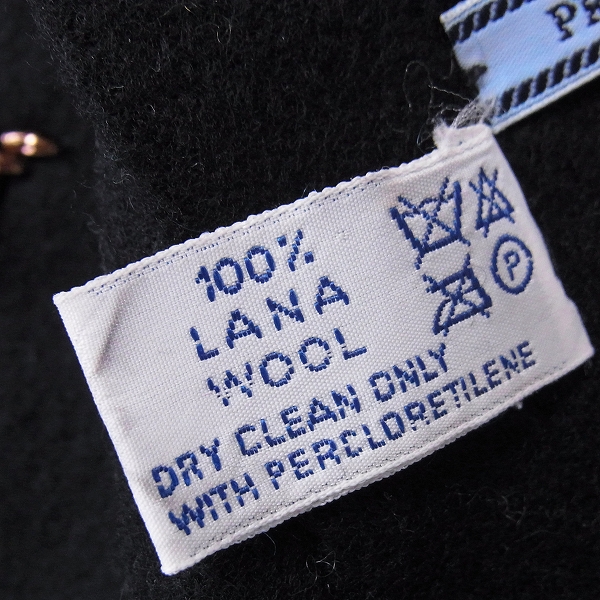 100%
LANA
WOOL
P
DRY CLEAN ONLY
WITH PERCLORETILENE